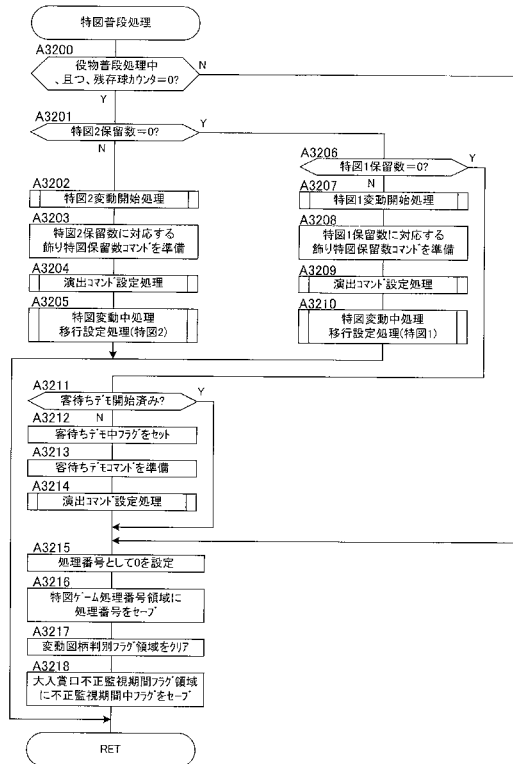 特図普段処理
A3200
役物普段処理中
、且つ、残存球カウンタ=0?
N
Y
A3201
特図2保留数=0?
Y
N
A3206
特図1保留数=0?
Y
N
A3202
特図2変動開始処理
A3207
特図1変動開始処理
A3203
特図2保留数に対応する
飾り特図保留数コマンドを準備
A3208
特図1保留数に対応する
飾り特図保留数コマンドを準備
A3204
演出コマンド設定処理
A3209
演出コマンド設定処理
A3205
特図変動中処理
移行設定処理(特図2)
A3210
特図変動中処理
移行設定処理(特図1)
A3211
客待ちデモ開始済み?
Y
N
A3212
客待ちデモ中フラグをセット
A3213
客待ちデモコマンドを準備
A3214
演出コマンド設定処理
A3215
処理番号として0を設定
A3216
特図ゲーム処理番号領域に
処理番号をセーブ
A3217
変動図柄判別フラグ領域をクリア
A3218
大入賞口不正監視期間フラグ領域
に不正監視期間中フラグをセーブ
RET